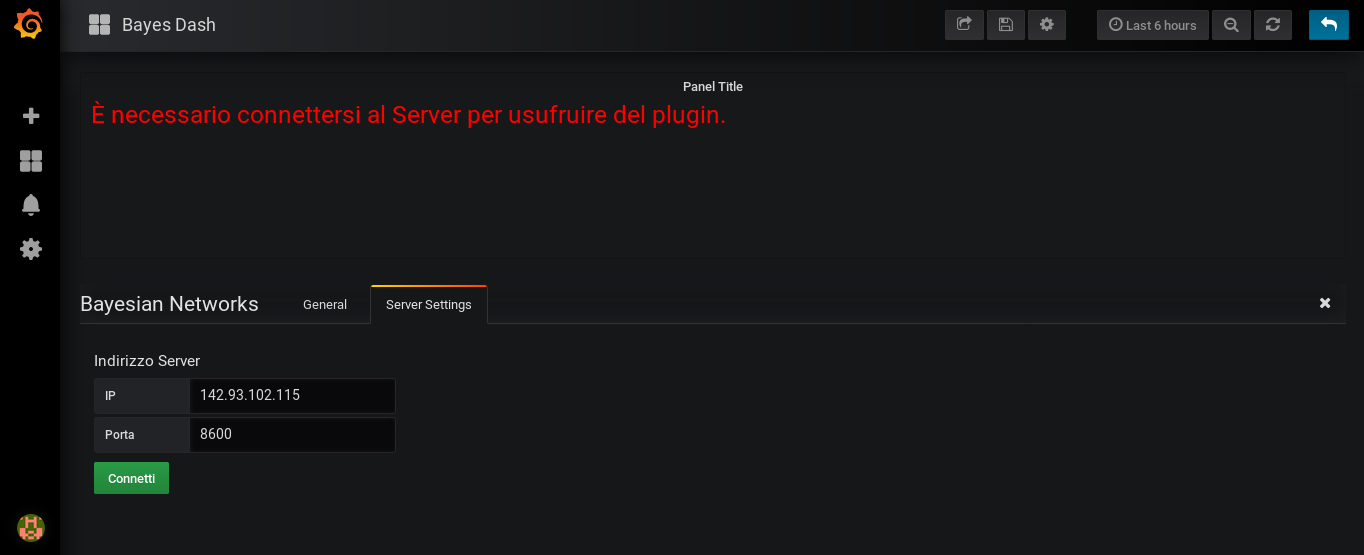 Bayes Dash
Last 6 hours
Panel Title
È necessario connettersi al Server per usufruire del plugin.
Bayesian Networks
General
Server Settings
Indirizzo Server
IP
142.93.102.115
Porta
8600
Connetti